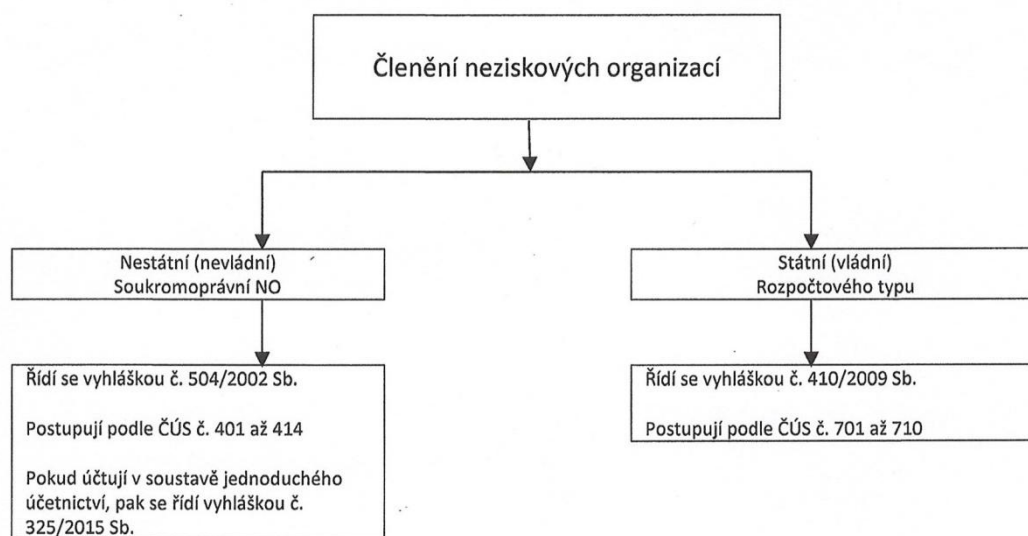 Členění neziskových organizací
Nestátní (nevládní)
Soukromoprávní NO
Státní (vládní)
Rozpočtového typu
Řídí se vyhláškou č. 504/2002 Sb.
Postupují podle ČÚS č. 401 až 414
Pokud účtují v soustavě jednoduchého
účetnictví, pak se řídí vyhláškou č.
325/2015 Sb.
Řídí se vyhláškou č. 410/2009 Sb.
Postupují podle ČÚS č. 701 až 710